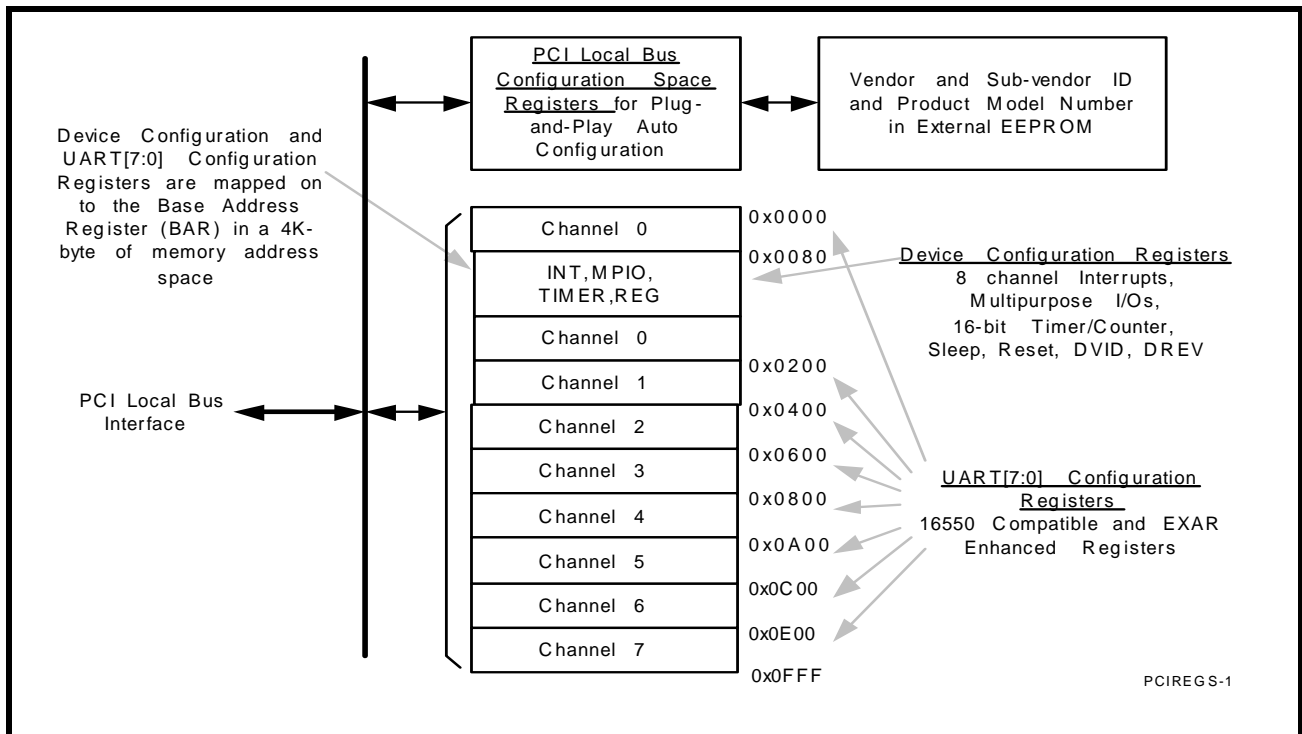 PCI Local Bus
Configuration Space
Registers for Plug-
and-Play Auto
Configuration
Vendor and Sub-vendor ID
and Product Model Number
in External EEPROM
Device Configuration and
UART[7:0] Configuration
Registers are mapped on
to the Base Address
Register (BAR) in a 4K-
byte of memory address
space
PCI Local Bus
Interface
Channel 0
INT, MPIO,
TIMER, REG
Channel 0
Channel 1
Channel 2
Channel 3
Channel 4
Channel 5
Channel 6
Channel 7
0x0000
0x0080
0x0200
0x0400
0x0600
0x0800
0x0A00
0x0C00
0x0E00
0x0FFF
Device Configuration Registers
8 channel Interrupts,
Multipurpose I/Os,
16-bit Timer/Counter,
Sleep, Reset, DVID, DREV
UART[7:0] Configuration
Registers
16550 Compatible and EXAR
Enhanced Registers
PCIREGS-1